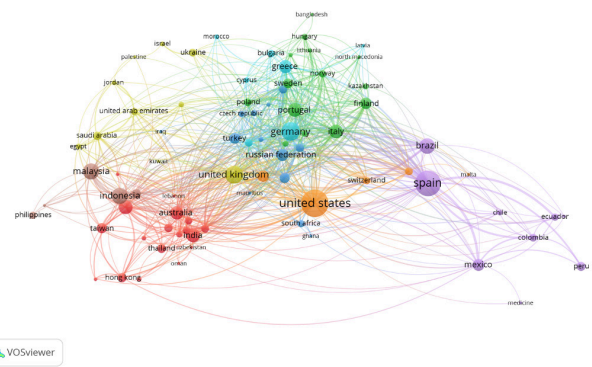 bangladesh
morocco
hungary
israel
ukraine
bulgaria
lithuania
latvia
palestine
greece
north macedonia
norway
jordan
cyprus
sweden
kazakhstan
united arab emirates
poland
finland
czech republic
portugal
saudi arabia
iraq
turkey
germany
italy
egypt
brazil
kuwait
russian federation
malaysia
united kingdom
switzerland
malta
spain
indonesia
lebanon
mauritius
united states
philippines
australia
chile
ecuador
taiwan
india
south africa
ghana
colombia
thailand
uzbekistan
oman
mexico
peru
hong kong
medicine
VOSviewer